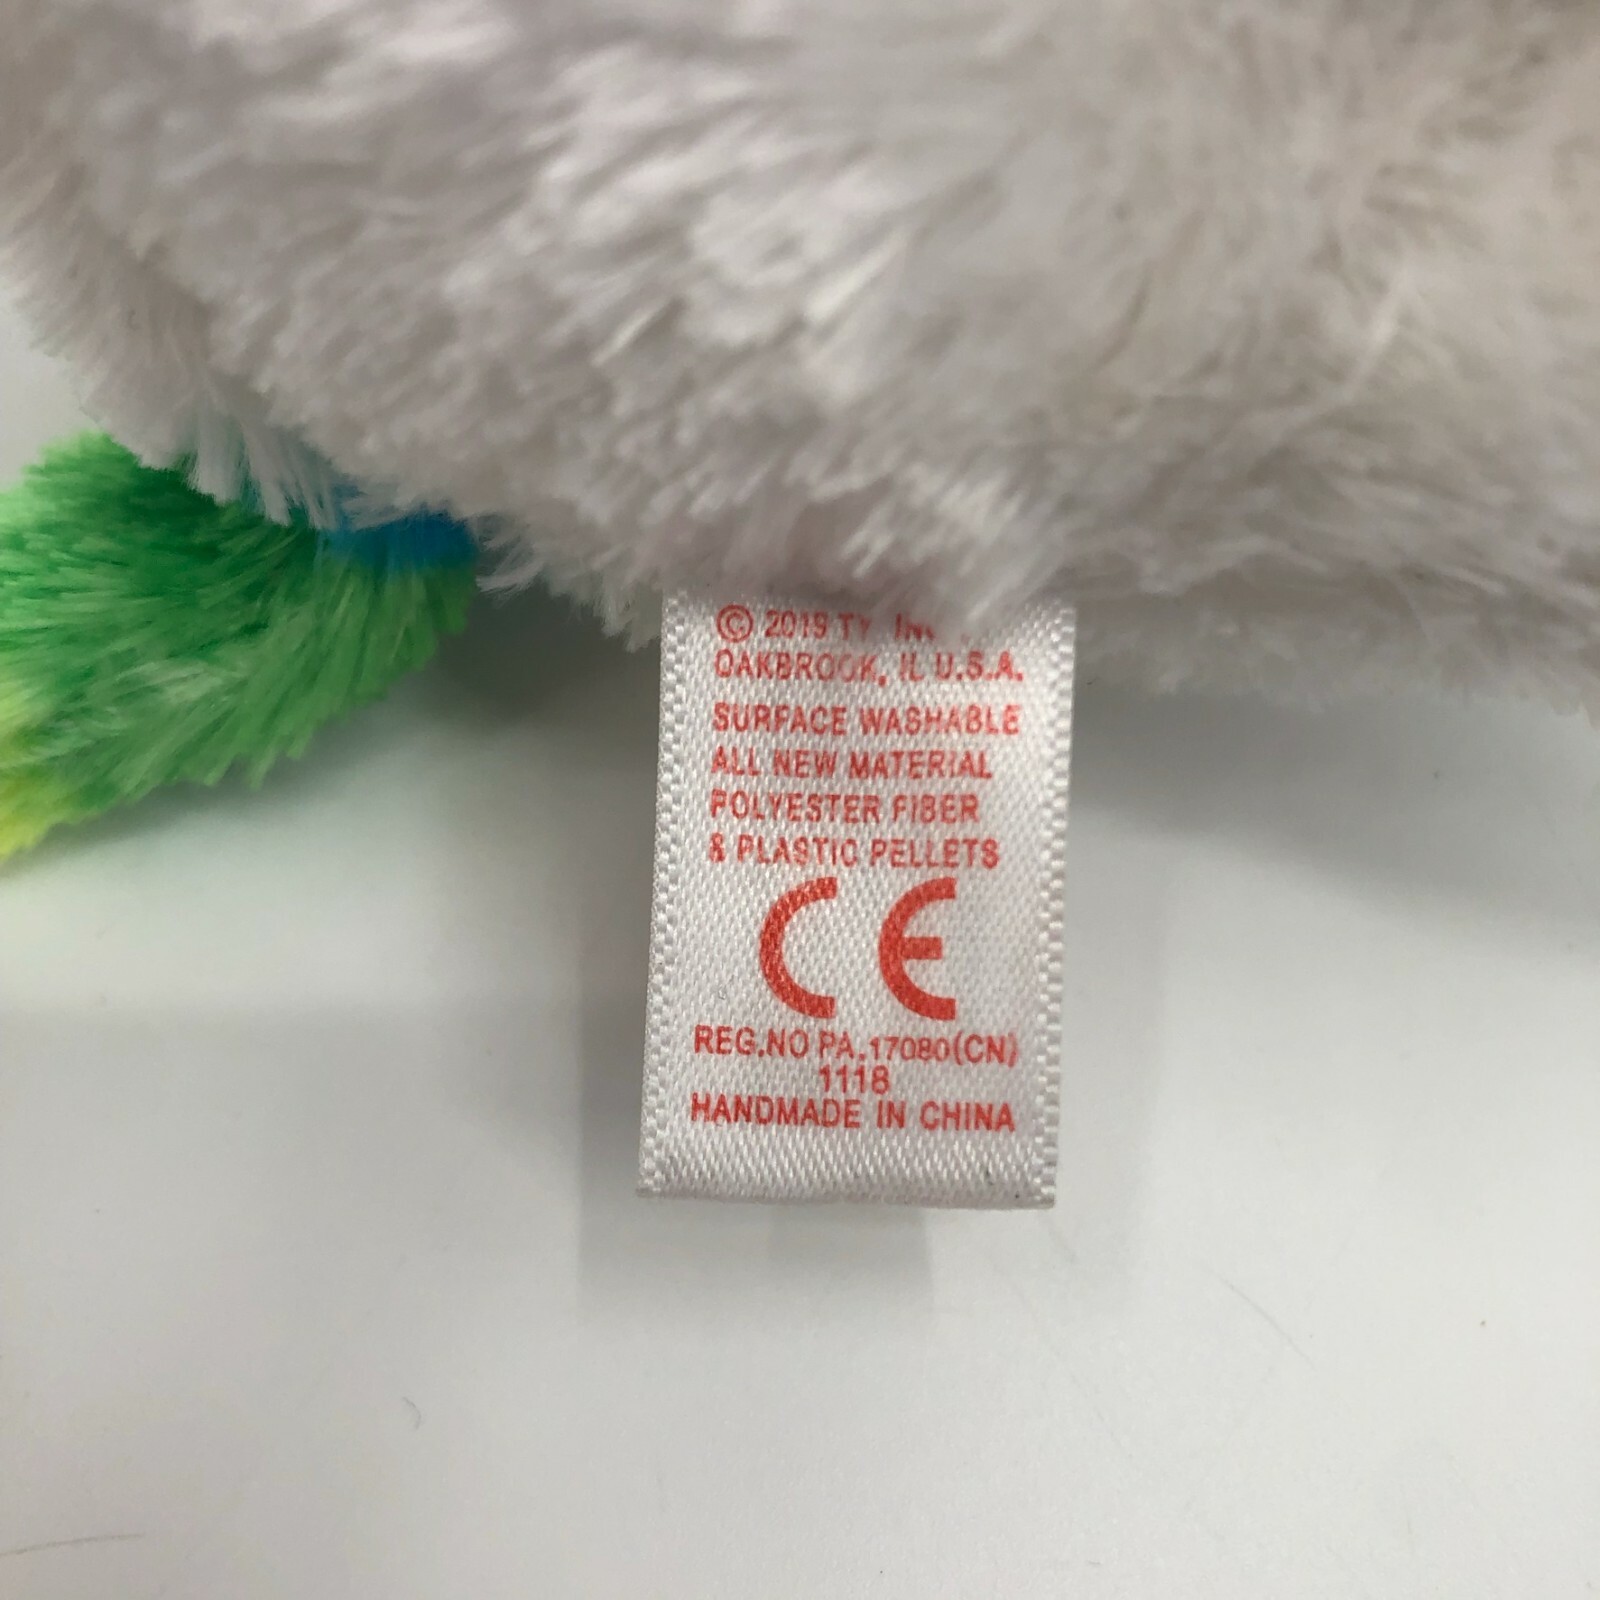 © 2019 TY INC
OAKBROOK, IL U.S.A.
SURFACE WASHABLE
ALL NEW MATERIAL
POLYESTER FIBER
& PLASTIC PELLETS
CE
REG.NO PA.17080(CN)
1118
HANDMADE IN CHINA